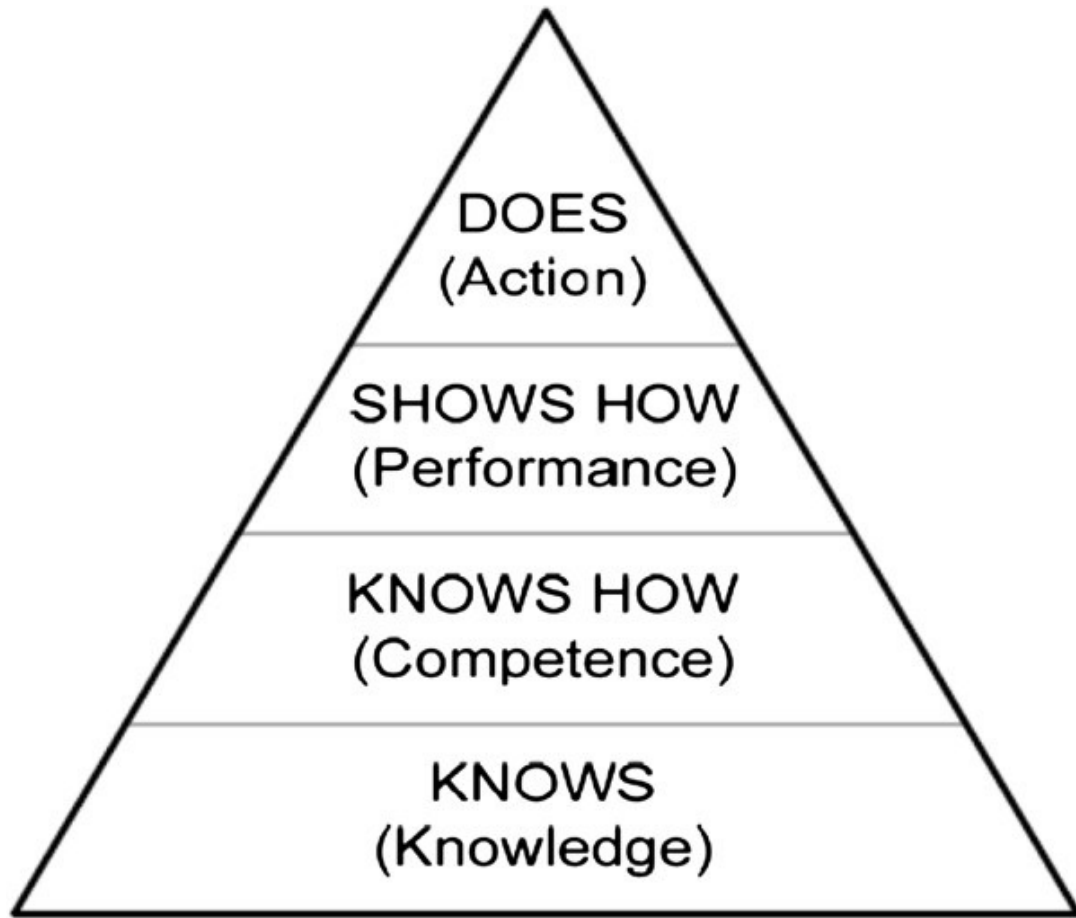 DOES
(Action)
SHOWS HOW
(Performance)
KNOWS HOW
(Competence)
KNOWS
(Knowledge)